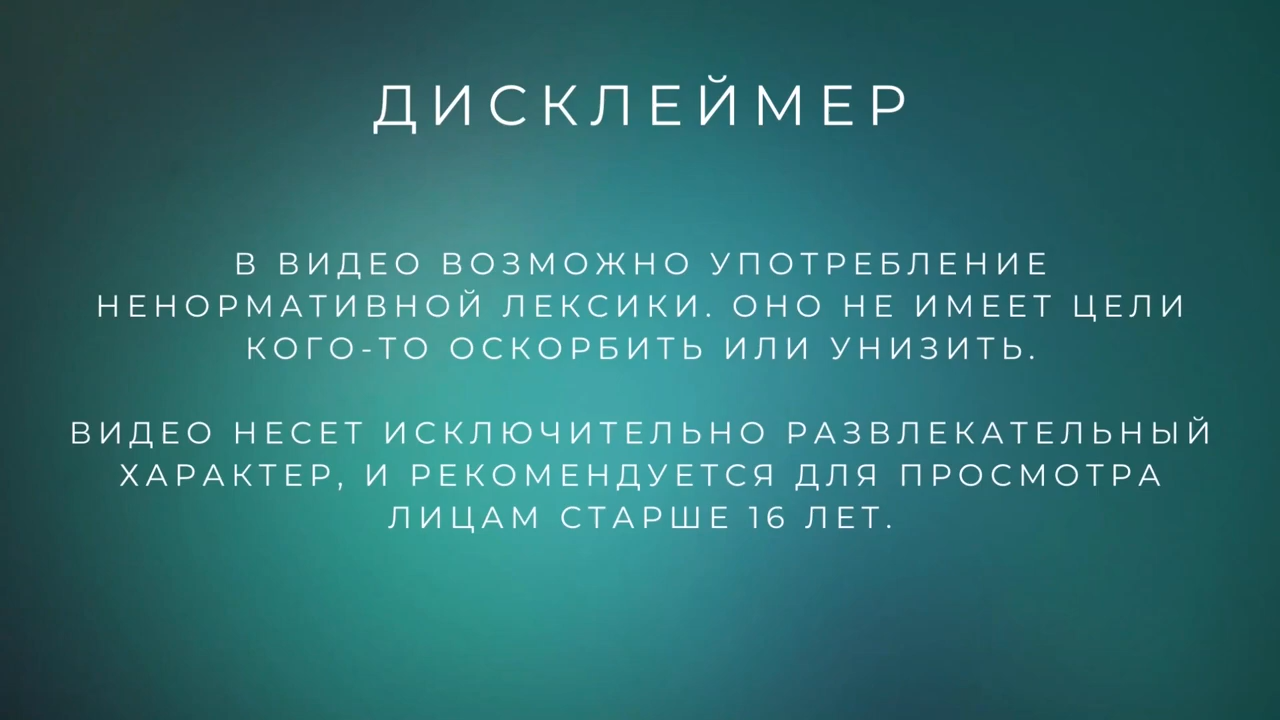 ДИСКЛЕЙМЕР
В ВИДЕО ВОЗМОЖНО УПОТРЕБЛЕНИЕ
НЕНОРМАТИВНОЙ ЛЕКСИКИ. ОНО НЕ ИМЕЕТ ЦЕЛИ
КОГО-ТО ОСКОРБИТЬ ИЛИ УНИЗИТЬ.
ВИДЕО НЕСЕТ ИСКЛЮЧИТЕЛЬНО РАЗВЛЕКАТЕЛЬНЫЙ
ХАРАКТЕР, И РЕКОМЕНДУЕТСЯ ДЛЯ ПРОСМОТРА
ЛИЦАМ СТАРШЕ 16 ЛЕТ.